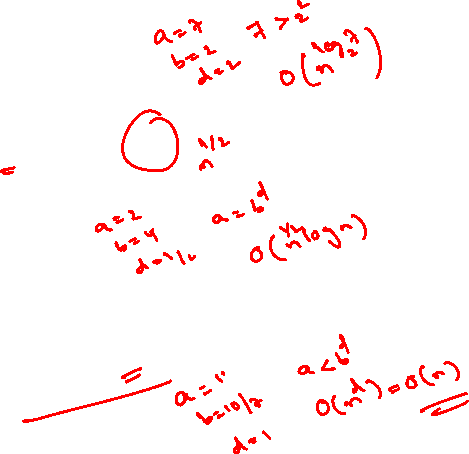 a=7 7>2^2
b=2
d=2 O(n^{log_2 7})
n^{1/2}
a=2 a=b^d
b=4
d=1/2 O(n^{1/2} log n)
a=1 a<b^d
b=10/7 O(n^d)=O(n)
d=1